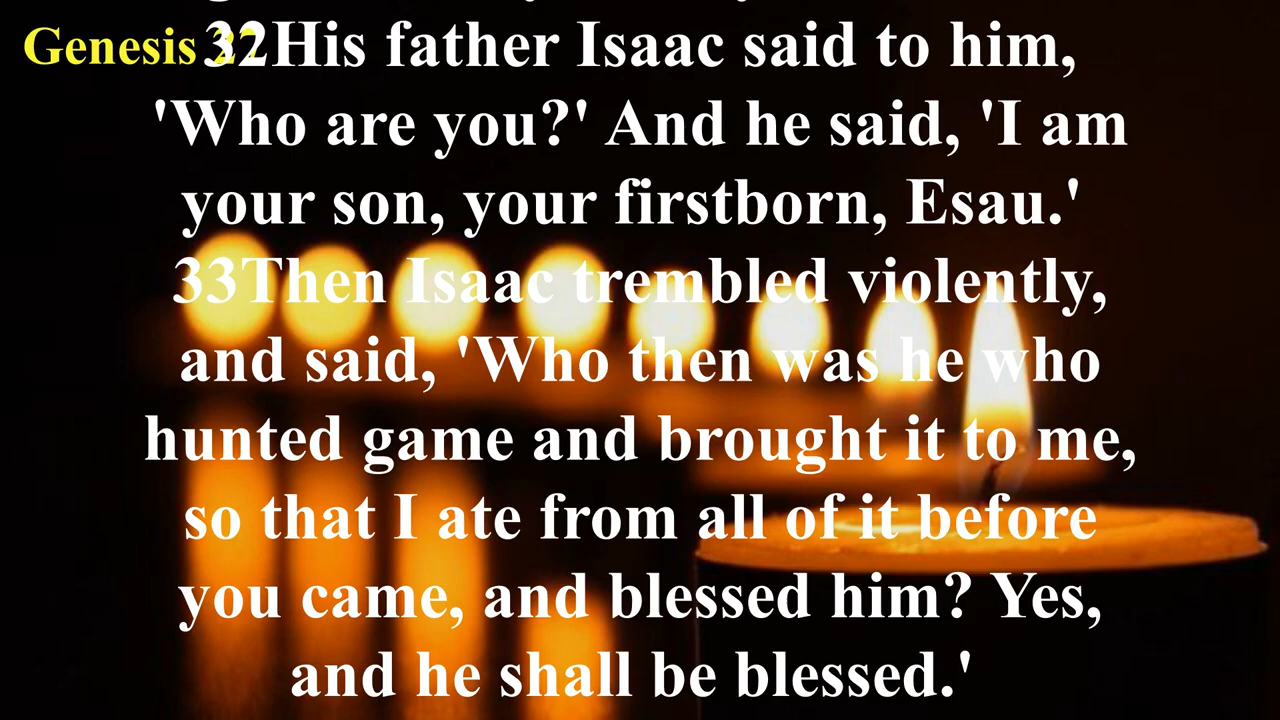 Genesis 27
32His father Isaac said to him,
'Who are you?' And he said, 'I am
your son, your firstborn, Esau.'
33Then Isaac trembled violently,
and said, 'Who then was he who
hunted game and brought it to me,
so that I ate from all of it before
you came, and blessed him? Yes,
and he shall be blessed.'